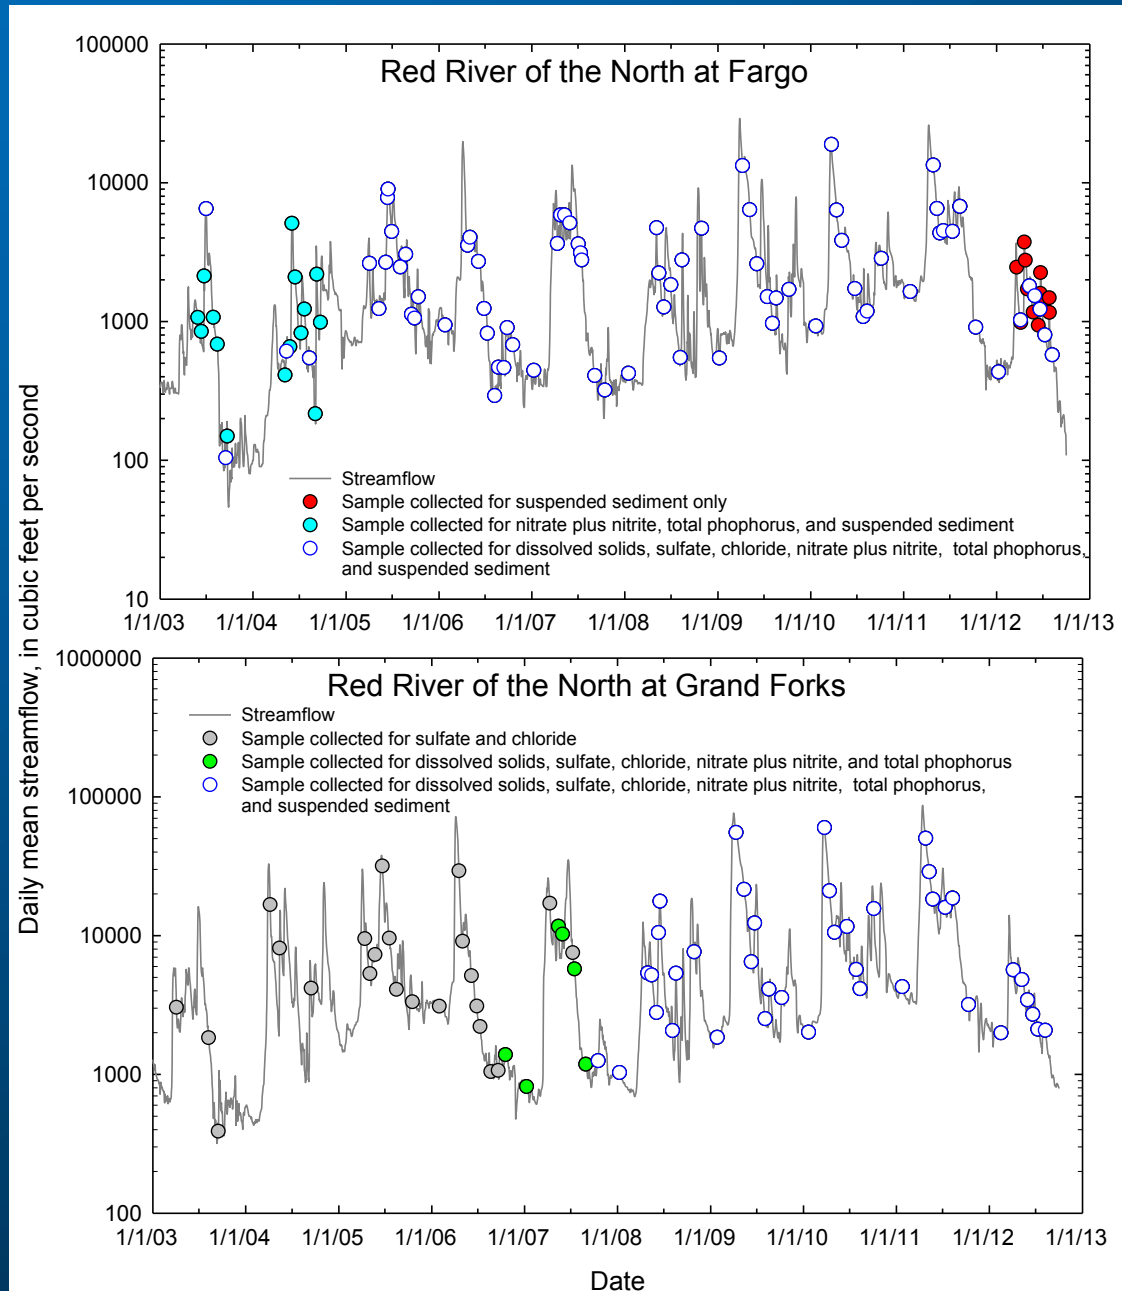 Red River of the North at Fargo
100000
10000
1000
100
10
Streamflow
Sample collected for suspended sediment only
Sample collected for nitrate plus nitrite, total phophorus, and suspended sediment
Sample collected for dissolved solids, sulfate, chloride, nitrate plus nitrite, total phophorus,
and suspended sediment
1/1/03 1/1/04 1/1/05 1/1/06 1/1/07 1/1/08 1/1/09 1/1/10 1/1/11 1/1/12 1/1/13
Daily mean streamflow, in cubic feet per second
Red River of the North at Grand Forks
1000000
100000
10000
1000
100
Streamflow
Sample collected for sulfate and chloride
Sample collected for dissolved solids, sulfate, chloride, nitrate plus nitrite, and total phophorus
Sample collected for dissolved solids, sulfate, chloride, nitrate plus nitrite, total phophorus,
and suspended sediment
1/1/03 1/1/04 1/1/05 1/1/06 1/1/07 1/1/08 1/1/09 1/1/10 1/1/11 1/1/12 1/1/13
Date